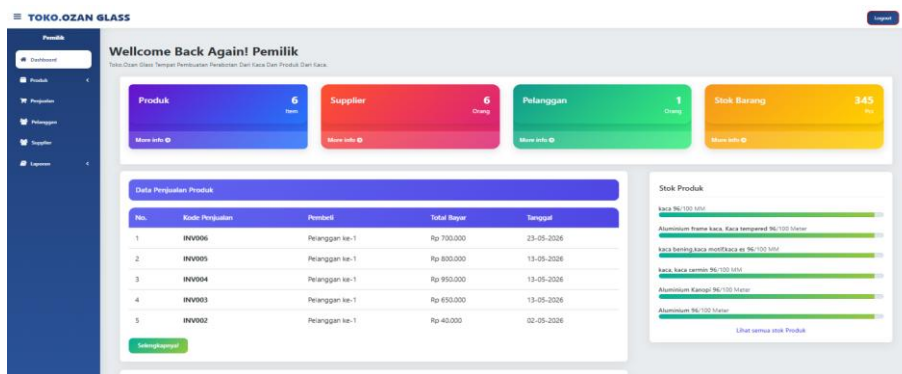 TOKO.OZAN GLASS
Logout
Pemilik
Dashboard
Produk
Penjualan
Pelanggan
Supplier
Laporan
Wellcome Back Again! Pemilik
Toko.Ozan Glass Tempat Pembuatan Perabotan Dari Kaca Dan Produk Dari Kaca.
Produk 6
Item
More info
Supplier 6
Orang
More info
Pelanggan 1
Orang
More info
Stok Barang 345
Pcs
More info
Data Penjualan Produk
No. Kode Penjualan Pembeli Total Bayar Tanggal
1 INV006 Pelanggan ke-1 Rp 700.000 23-05-2026
2 INV005 Pelanggan ke-1 Rp 800.000 13-05-2026
3 INV004 Pelanggan ke-1 Rp 950.000 13-05-2026
4 INV003 Pelanggan ke-1 Rp 650.000 13-05-2026
5 INV002 Pelanggan ke-1 Rp 40.000 02-05-2026
Selengkapnya!
Stok Produk
kaca 96/100 MM
Aluminium frame kaca, Kaca tempered 96/100 Meter
kaca bening,kaca motif,kaca es 96/100 MM
kaca, kaca cermin 96/100 MM
Aluminium Kanopi 96/100 Meter
Aluminium 96/100 Meter
Lihat semua stok Produk